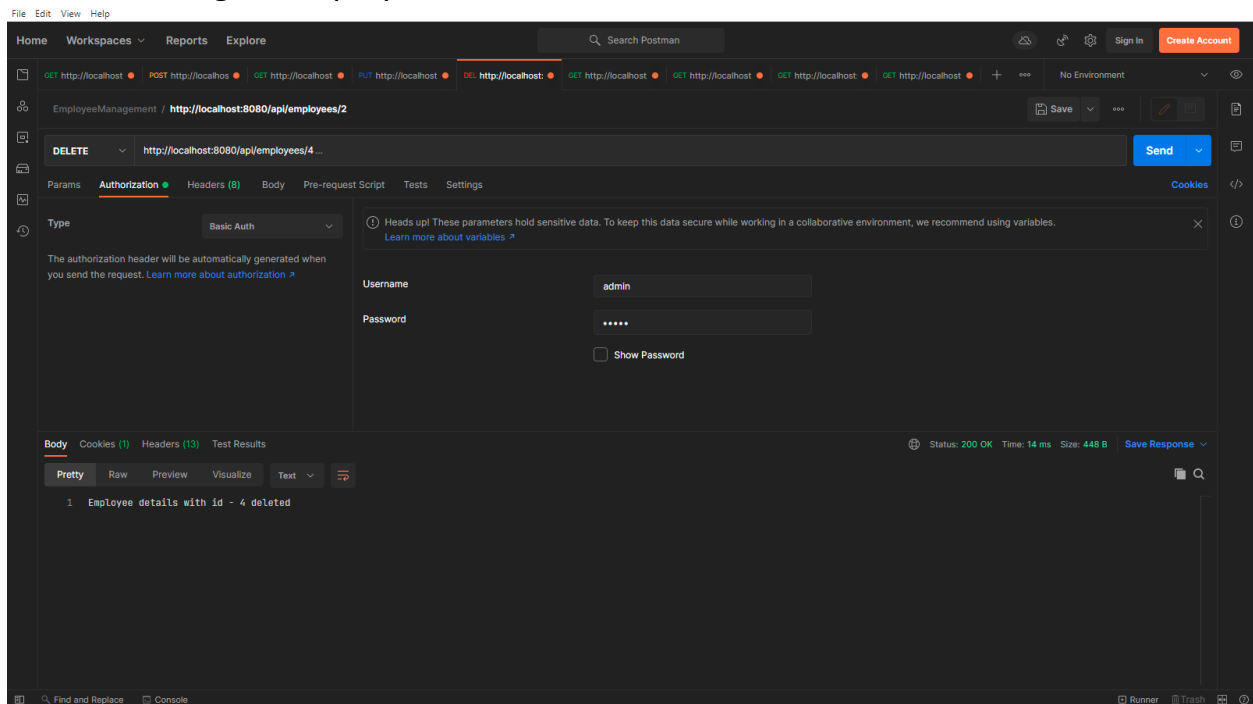 File Edit View Help
Home Workspaces Reports Explore Search Postman Sign In Create Account
GET http://localhost POST http://localhos GET http://localhost PUT http://localhost DEL http://localhost: GET http://localhost GET http://localhost GET http://localhost: GET http://localhost + No Environment
EmployeeManagement / http://localhost:8080/api/employees/2 Save
DELETE http://localhost:8080/api/employees/4 ... Send
Params Authorization Headers (8) Body Pre-request Script Tests Settings Cookies
Type Basic Auth
The authorization header will be automatically generated when
you send the request. Learn more about authorization ↗
Heads up! These parameters hold sensitive data. To keep this data secure while working in a collaborative environment, we recommend using variables.
Learn more about variables ↗
Username admin
Password •••••
Show Password
Body Cookies (1) Headers (13) Test Results Status: 200 OK Time: 14 ms Size: 448 B Save Response
Pretty Raw Preview Visualize Text
1 Employee details with id - 4 deleted
Find and Replace Console Runner Trash